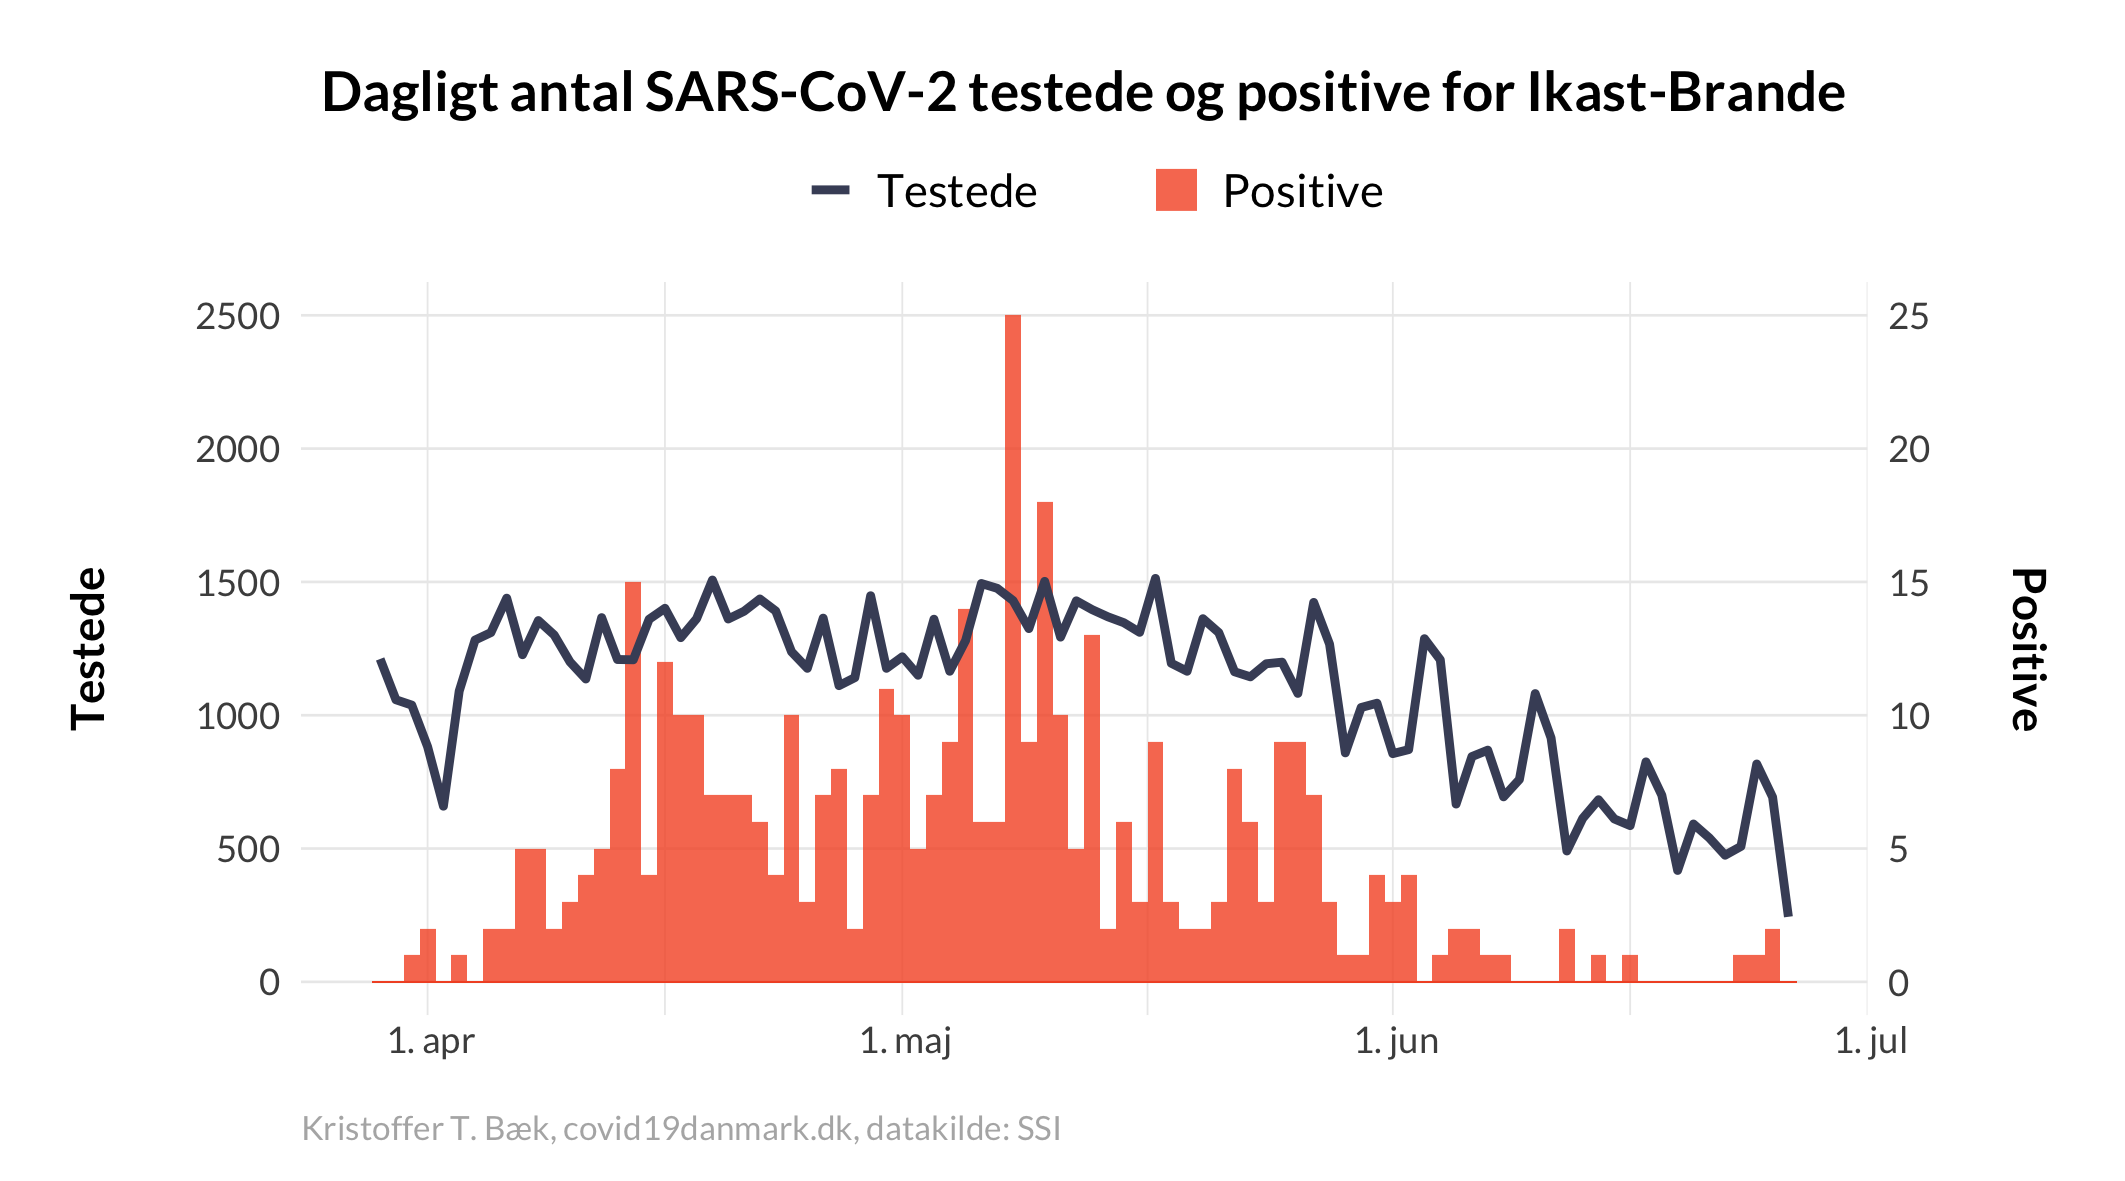 Dagligt antal SARS-CoV-2 testede og positive for Ikast-Brande
Testede
Positive
2500
2000
1500
1000
500
0
25
20
15
10
5
0
Testede
Positive
1. apr
1. maj
1. jun
1. jul
Kristoffer T. Bæk, covid19danmark.dk, datakilde: SSI